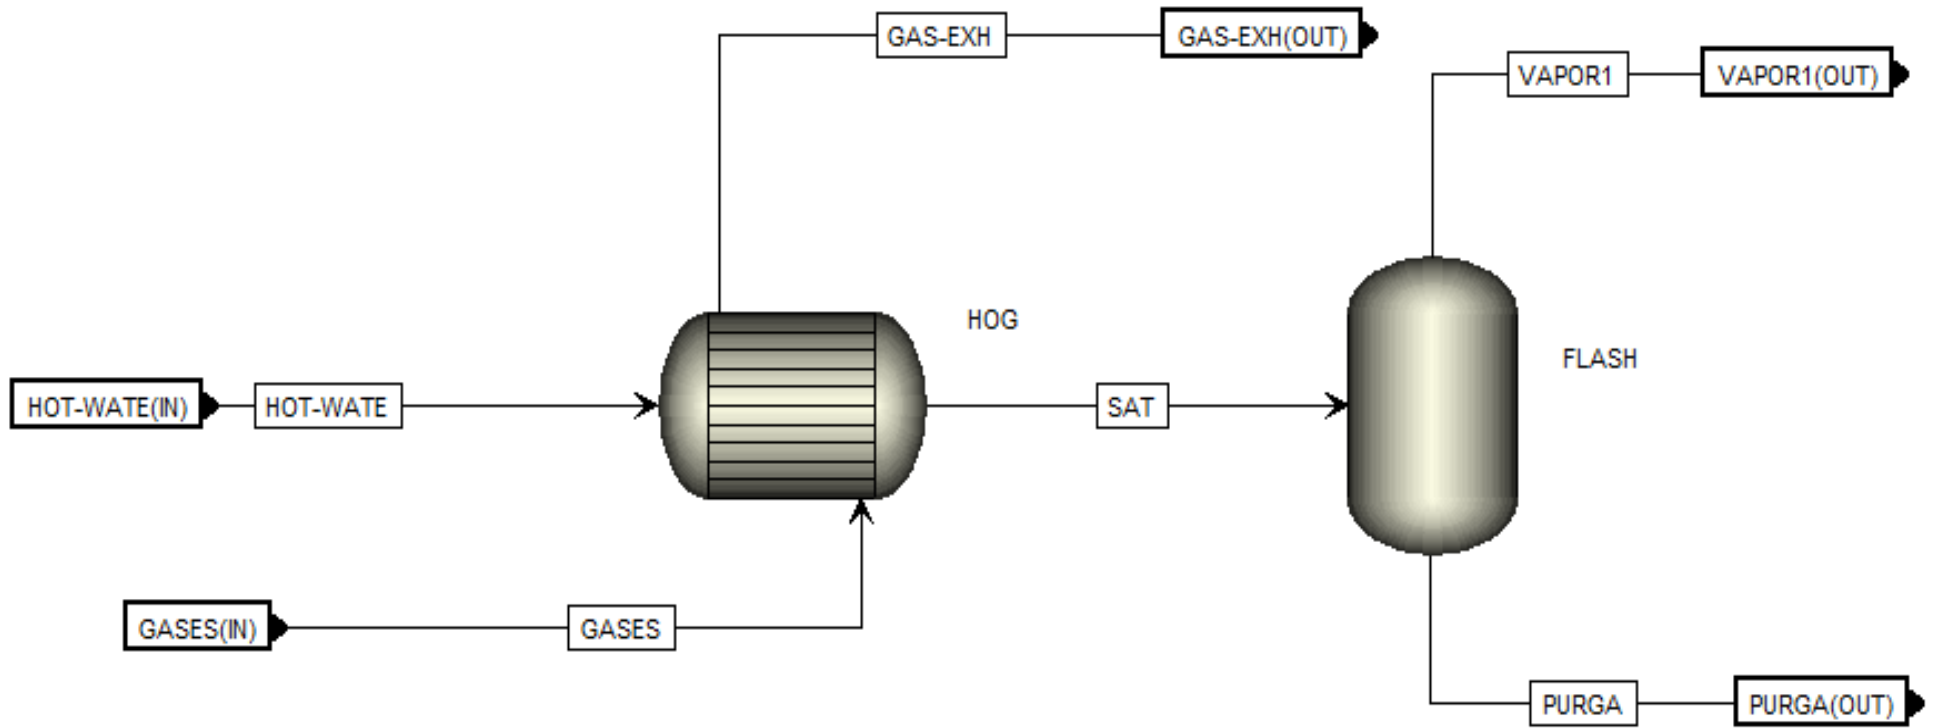 GAS-EXH
GAS-EXH(OUT)
VAPOR1
VAPOR1(OUT)
HOG
FLASH
HOT-WATE(IN)
HOT-WATE
SAT
GASES(IN)
GASES
PURGA
PURGA(OUT)